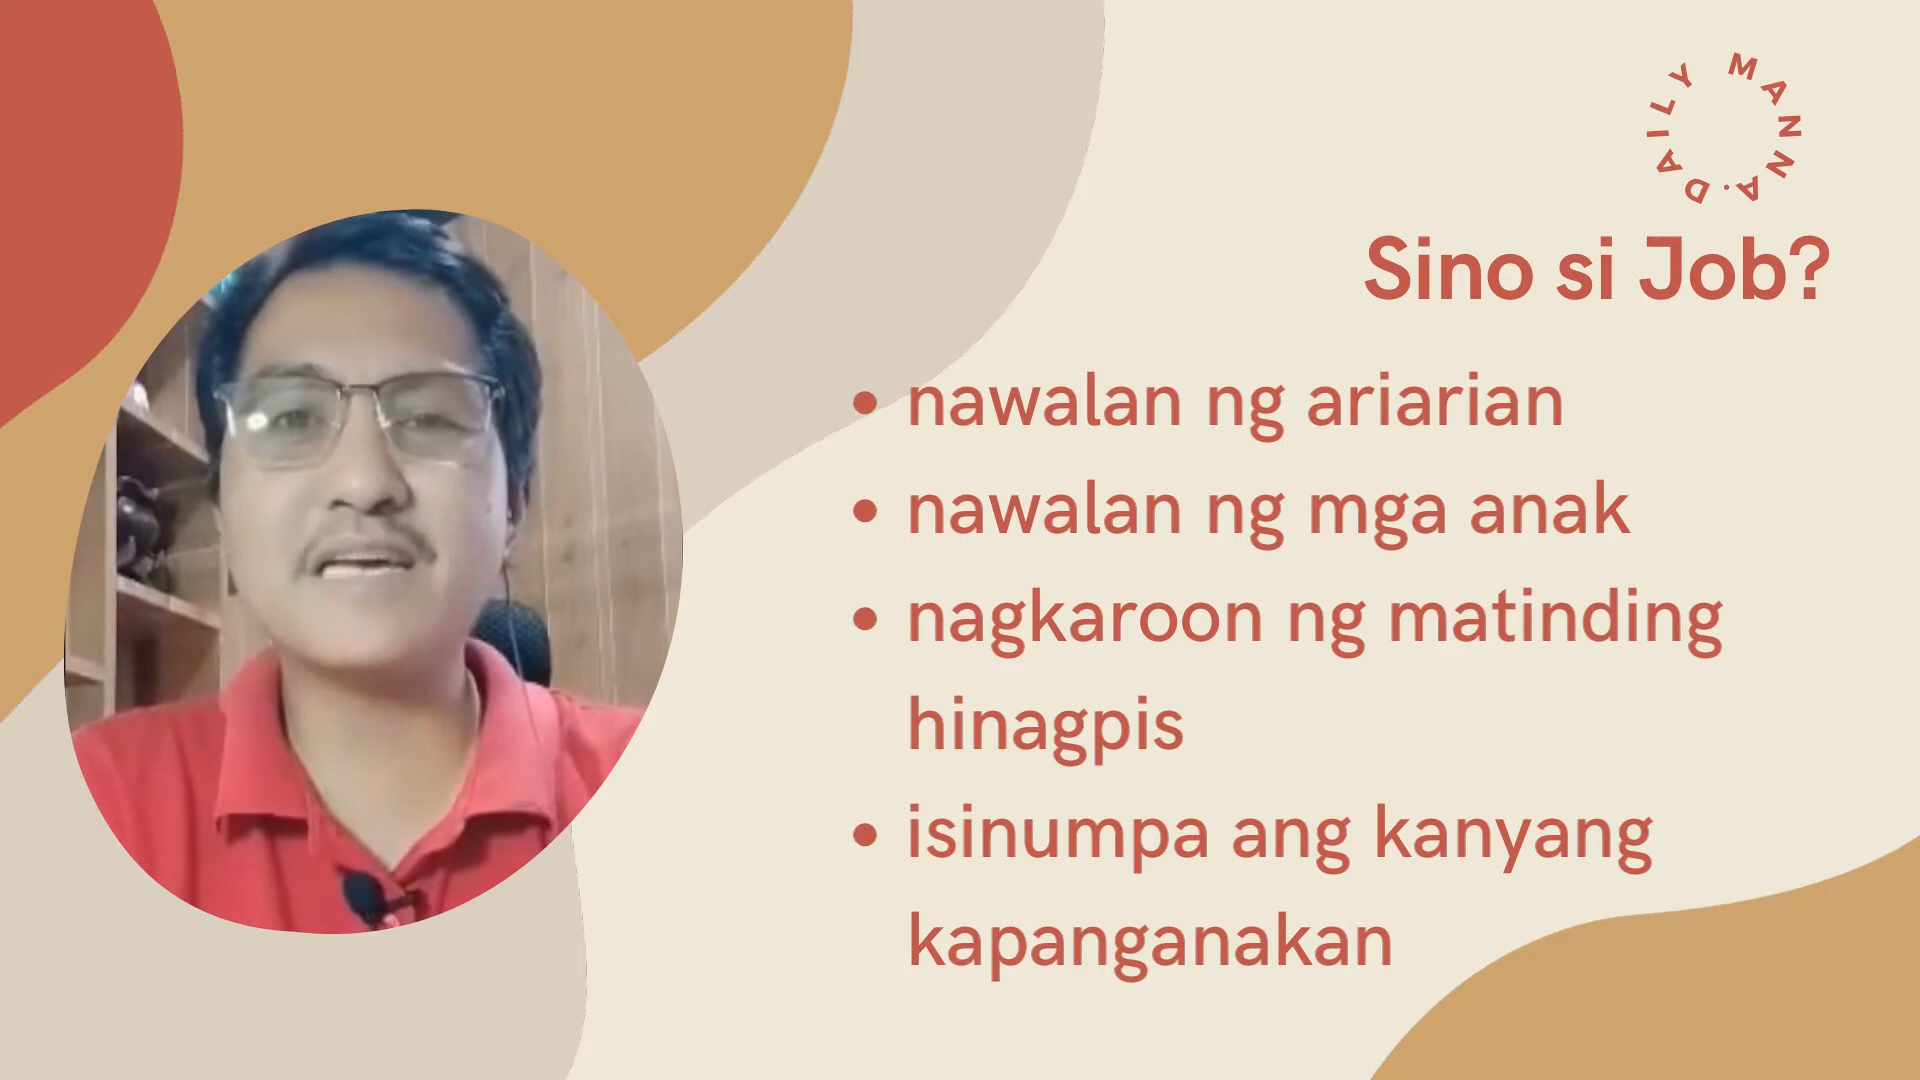 DAILY MANNA.
Sino si Job?
• nawalan ng ariarian
• nawalan ng mga anak
• nagkaroon ng matinding
hinagpis
• isinumpa ang kanyang
kapanganakan